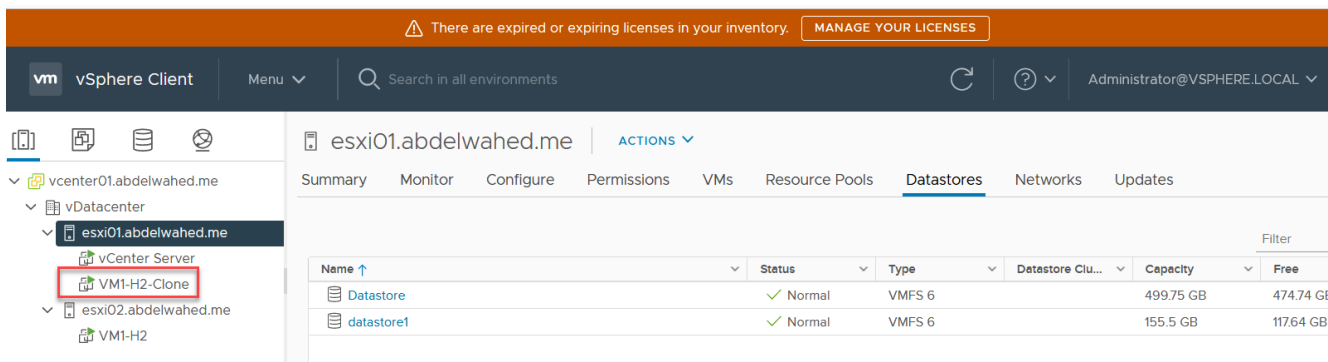 There are expired or expiring licenses in your inventory. MANAGE YOUR LICENSES
vm vSphere Client Menu Search in all environments ? Administrator@VSPHERE.LOCAL
esxi01.abdelwahed.me ACTIONS
Summary Monitor Configure Permissions VMs Resource Pools Datastores Networks Updates
vcenter01.abdelwahed.me
vDatacenter
esxi01.abdelwahed.me
vCenter Server
VM1-H2-Clone
esxi02.abdelwahed.me
VM1-H2
Filter
Name Status Type Datastore Clu... Capacity Free
Datastore Normal VMFS 6 499.75 GB 474.74 GB
datastore1 Normal VMFS 6 155.5 GB 117.64 GB